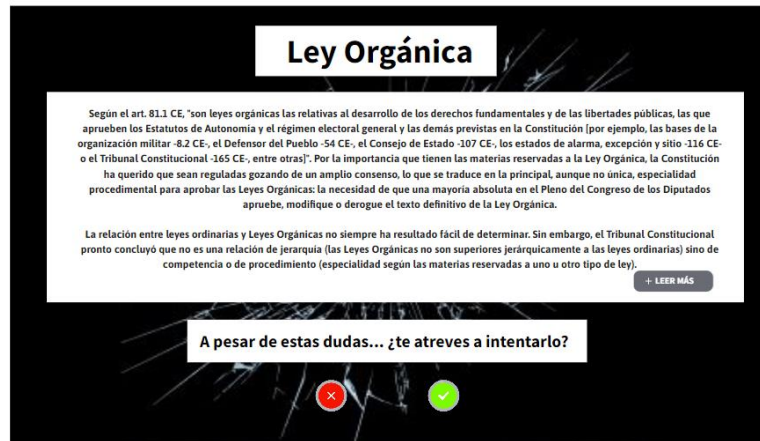 Ley Orgánica
Según el art. 81.1 CE, "son leyes orgánicas las relativas al desarrollo de los derechos fundamentales y de las libertades públicas, las que
aprueben los Estatutos de Autonomía y el régimen electoral general y las demás previstas en la Constitución [por ejemplo, las bases de la
organización militar -8.2 CE-, el Defensor del Pueblo -54 CE-, el Consejo de Estado -107 CE-, los estados de alarma, excepción y sitio -116 CE-
o el Tribunal Constitucional -165 CE-, entre otras]". Por la importancia que tienen las materias reservadas a la Ley Orgánica, la Constitución
ha querido que sean reguladas gozando de un amplio consenso, lo que se traduce en la principal, aunque no única, especialidad
procedimental para aprobar las Leyes Orgánicas: la necesidad de que una mayoría absoluta en el Pleno del Congreso de los Diputados
apruebe, modifique o derogue el texto definitivo de la Ley Orgánica.
La relación entre leyes ordinarias y Leyes Orgánicas no siempre ha resultado fácil de determinar. Sin embargo, el Tribunal Constitucional
pronto concluyó que no es una relación de jerarquía (las Leyes Orgánicas no son superiores jerárquicamente a las leyes ordinarias) sino de
competencia o de procedimiento (especialidad según las materias reservadas a uno u otro tipo de ley).
+ LEER MÁS
A pesar de estas dudas... ¿te atreves a intentarlo?